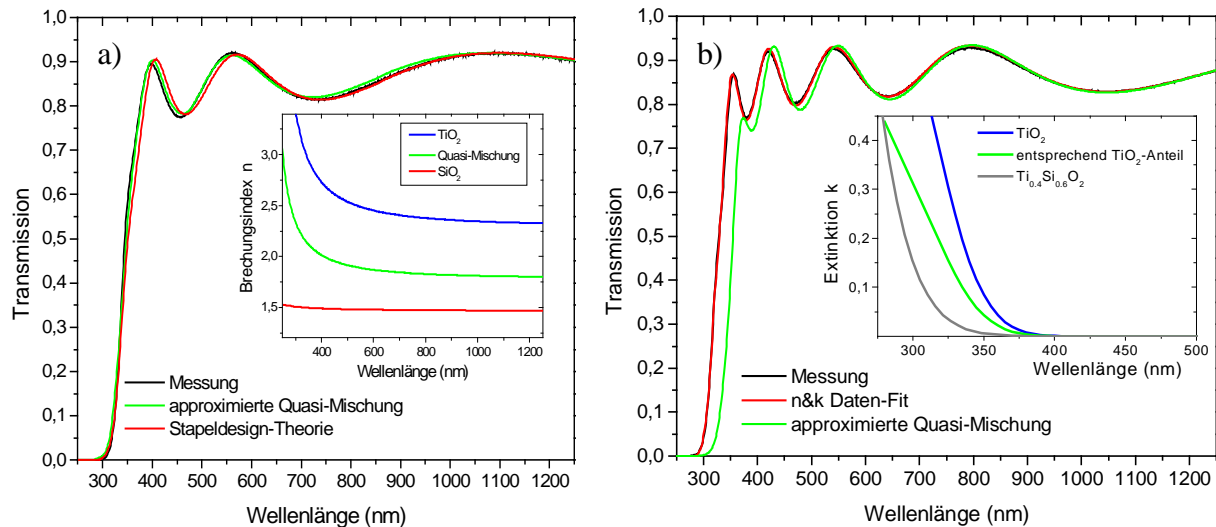 a)
1,0
0,9
0,8
0,7
0,6
0,5
0,4
0,3
0,2
0,1
0,0
Transmission
300 400 500 600 700 800 900 1000 1100 1200
Wellenlänge (nm)
Messung
approximierte Quasi-Mischung
Stapeldesign-Theorie
TiO₂
Quasi-Mischung
SiO₂
3,0
2,5
2,0
1,5
Brechungsindex n
400 600 800 1000 1200
Wellenlänge (nm)
b)
1,0
0,9
0,8
0,7
0,6
0,5
0,4
0,3
0,2
0,1
0,0
Transmission
300 400 500 600 700 800 900 1000 1100 1200
Wellenlänge (nm)
Messung
n&k Daten-Fit
approximierte Quasi-Mischung
TiO₂
entsprechend TiO₂-Anteil
Ti₀.₄Si₀.₆O₂
0,4
0,3
0,2
0,1
Extinktion k
300 350 400 450 500
Wellenlänge (nm)